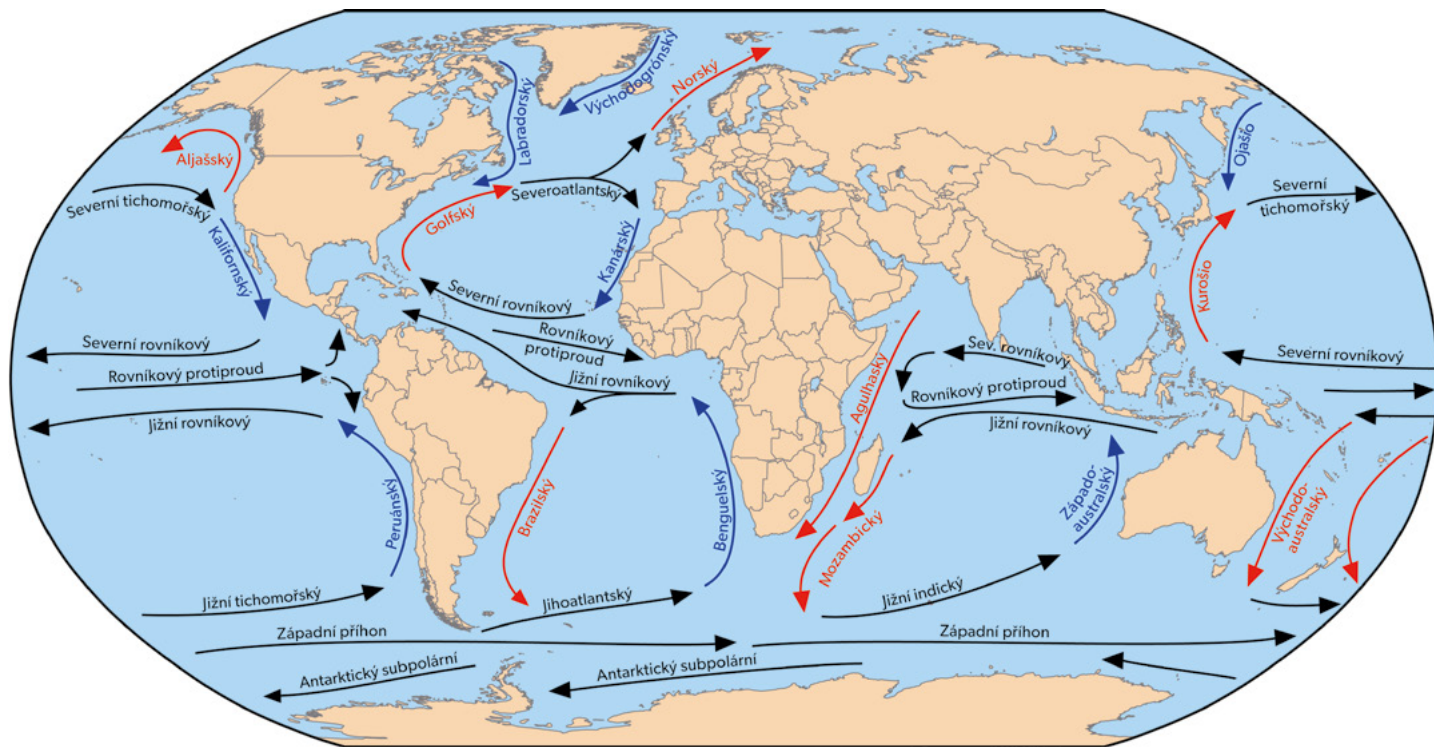 Východogrónský
Norský
Labradorský
Aljašský
Ojašio
Severní tichomořský
Severoatlantský
Severní
tichomořský
Golfský
Kalifornský
Kanárský
Kurošio
Severní rovníkový
Rovníkový
protiproud
Severní rovníkový
Sev. rovníkový
Severní rovníkový
Rovníkový protiproud
Jižní rovníkový
Agulhaský
Rovníkový protiproud
Jižní rovníkový
Jižní rovníkový
Peruánský
Brazilský
Benguelský
Mozambický
Západo-
australský
Východo-
australský
Jižní tichomořský
Jihoatlantský
Jižní indický
Západní příhon
Západní příhon
Antarktický subpolární
Antarktický subpolární